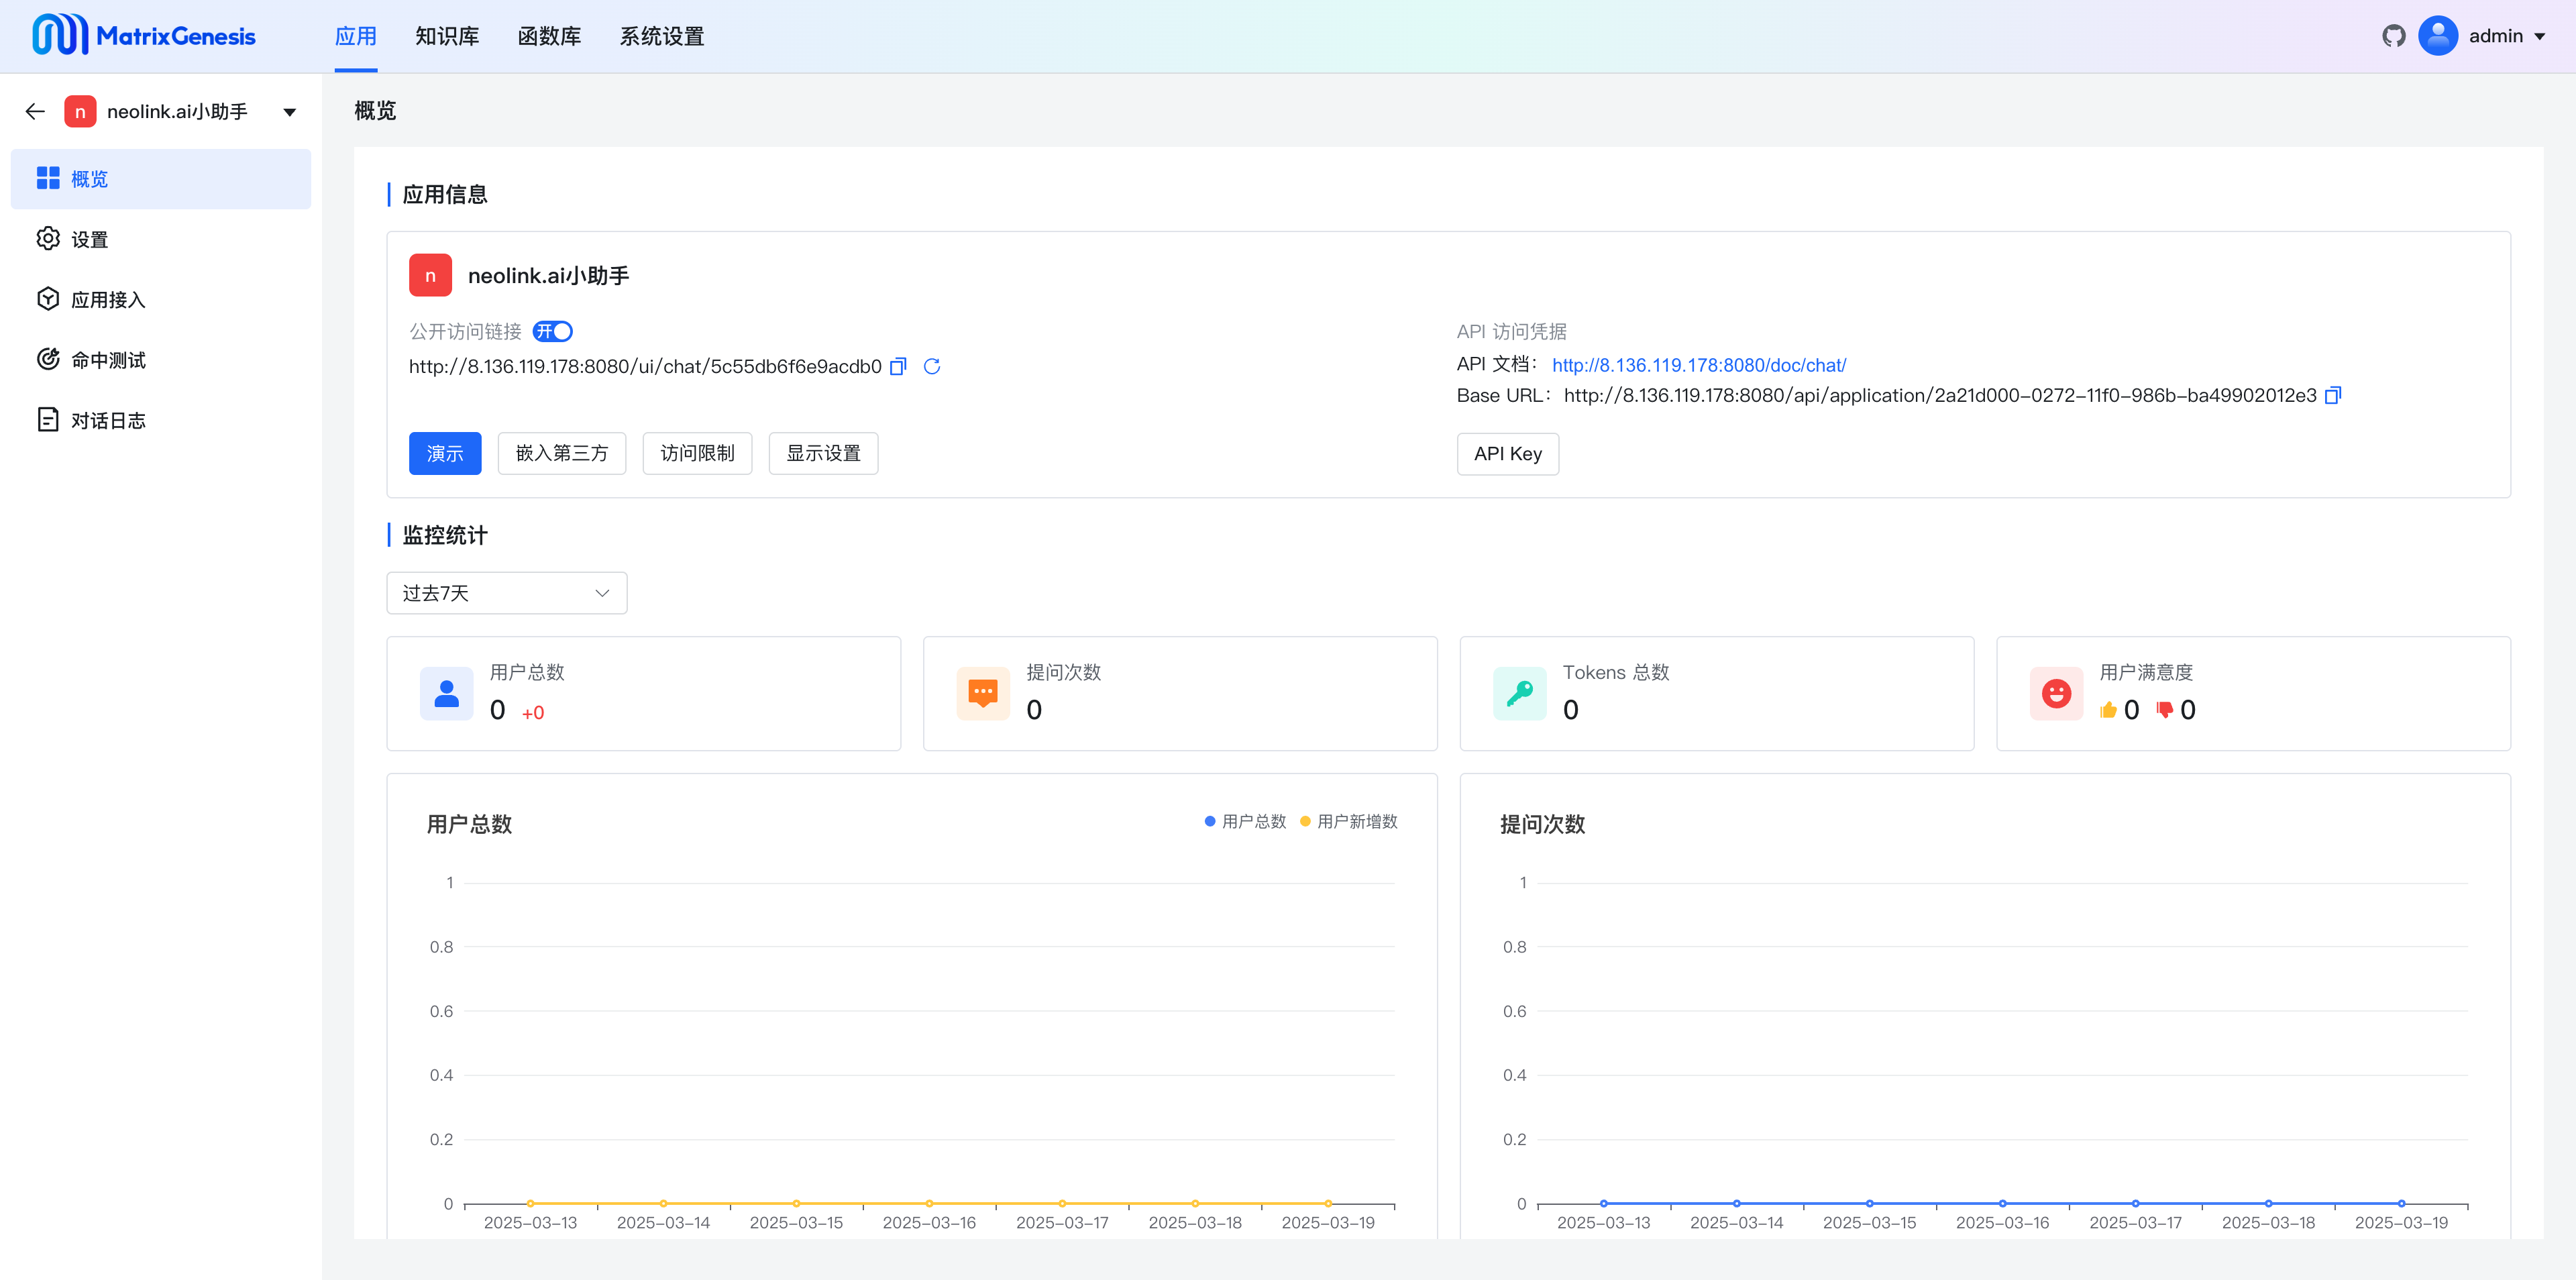 MatrixGenesis 应用 知识库 函数库 系统设置 admin
n neolink.ai小助手
概览
设置
应用接入
命中测试
对话日志
概览
应用信息
n neolink.ai小助手
公开访问链接 开
http://8.136.119.178:8080/ui/chat/5c55db6f6e9acdb0
演示 嵌入第三方 访问限制 显示设置
API 访问凭据
API 文档： http://8.136.119.178:8080/doc/chat/
Base URL： http://8.136.119.178:8080/api/application/2a21d000-0272-11f0-986b-ba49902012e3
API Key
监控统计
过去7天
用户总数
0 +0
提问次数
0
Tokens 总数
0
用户满意度
0 0
用户总数 用户总数 用户新增数
1
0.8
0.6
0.4
0.2
0
2025-03-13 2025-03-14 2025-03-15 2025-03-16 2025-03-17 2025-03-18 2025-03-19
提问次数
1
0.8
0.6
0.4
0.2
0
2025-03-13 2025-03-14 2025-03-15 2025-03-16 2025-03-17 2025-03-18 2025-03-19